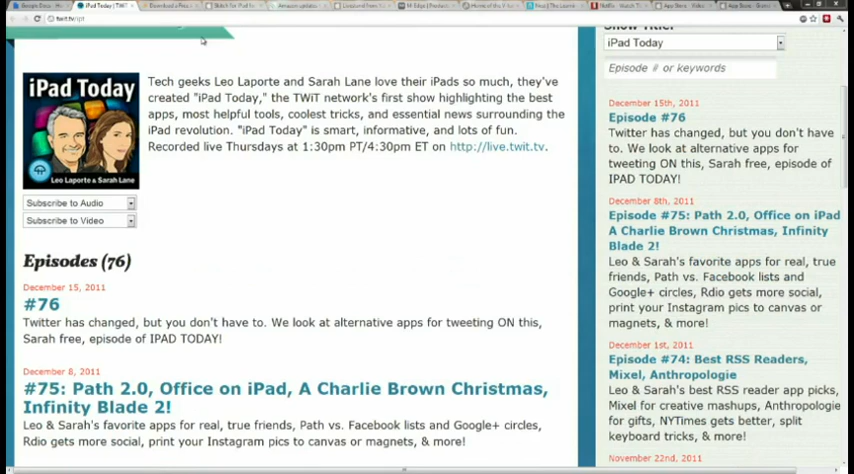 Google Docs - H
iPad Today | TWiT
twit.tv/ipt
iPad Today
Leo Laporte & Sarah Lane
Tech geeks Leo Laporte and Sarah Lane love their iPads so much, they've
created "iPad Today," the TWiT network's first show highlighting the best
apps, most helpful tools, coolest tricks, and essential news surrounding the
iPad revolution. "iPad Today" is smart, informative, and lots of fun.
Recorded live Thursdays at 1:30pm PT/4:30pm ET on http://live.twit.tv.
Subscribe to Audio
Subscribe to Video
Episodes (76)
December 15, 2011
#76
Twitter has changed, but you don't have to. We look at alternative apps for tweeting ON this,
Sarah free, episode of IPAD TODAY!
December 8, 2011
#75: Path 2.0, Office on iPad, A Charlie Brown Christmas,
Infinity Blade 2!
Leo & Sarah's favorite apps for real, true friends, Path vs. Facebook lists and Google+ circles,
Rdio gets more social, print your Instagram pics to canvas or magnets, & more!
iPad Today
Episode # or keywords
December 15th, 2011
Episode #76
Twitter has changed, but you don't have
to. We look at alternative apps for
tweeting ON this, Sarah free, episode of
IPAD TODAY!
December 8th, 2011
Episode #75: Path 2.0, Office on iPad
A Charlie Brown Christmas, Infinity
Blade 2!
Leo & Sarah's favorite apps for real, true
friends, Path vs. Facebook lists and
Google+ circles, Rdio gets more social,
print your Instagram pics to canvas or
magnets, & more!
December 1st, 2011
Episode #74: Best RSS Readers,
Mixel, Anthropologie
Leo & Sarah's best RSS reader app picks,
Mixel for creative mashups, Anthropologie
for gifts, NYTimes gets better, split
keyboard tricks, & more!
November 22nd, 2011